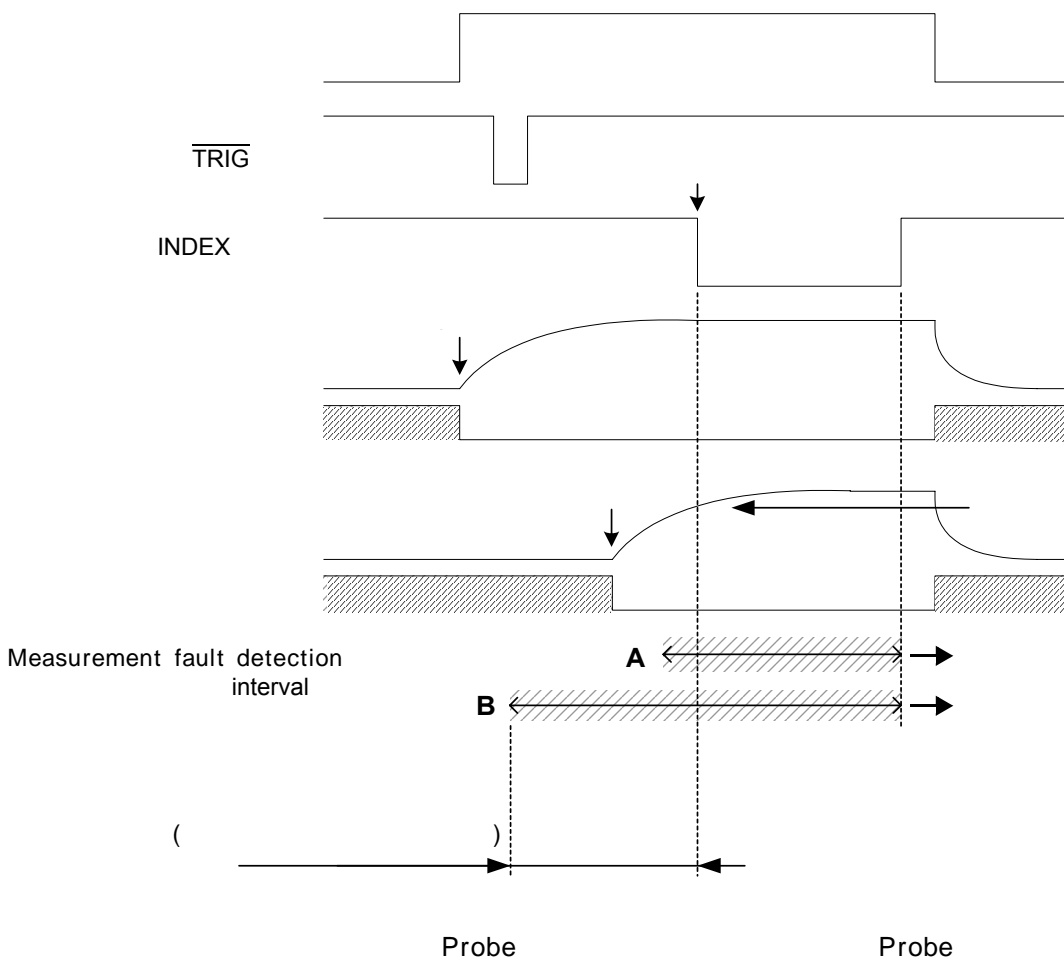 TRIG
INDEX
Measurement fault detection
interval
A
B
( )
Probe Probe